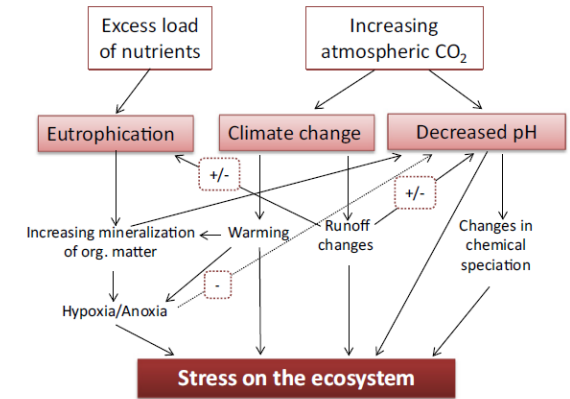 Excess load
of nutrients
Increasing
atmospheric CO₂
Eutrophication
Climate change
Decreased pH
+/-
+/-
Increasing mineralization
of org. matter
Warming
Runoff
changes
Changes in
chemical
speciation
-
Hypoxia/Anoxia
Stress on the ecosystem